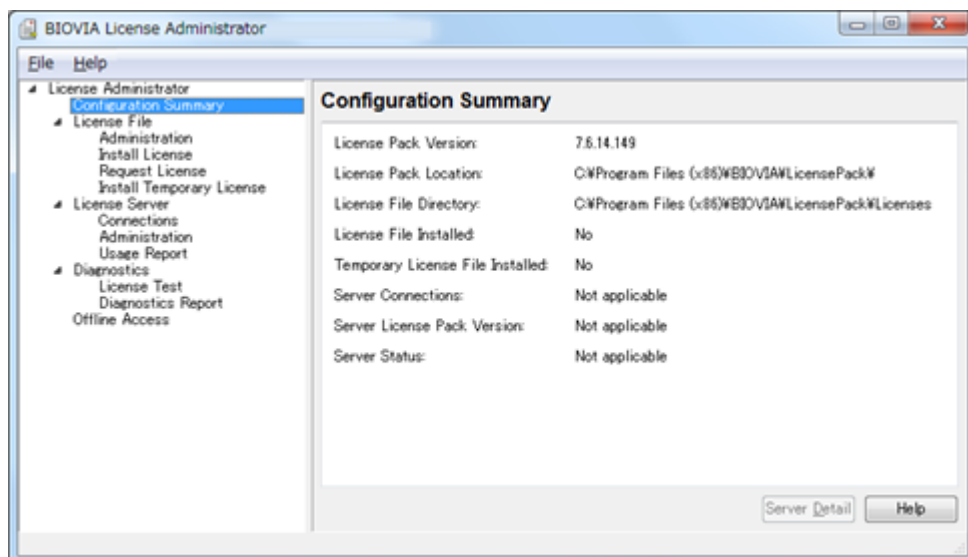 BIOVIA License Administrator
File Help
License Administrator
Configuration Summary
License File
Administration
Install License
Request License
Install Temporary License
License Server
Connections
Administration
Usage Report
Diagnostics
License Test
Diagnostics Report
Offline Access
Configuration Summary
License Pack Version: 7.6.14.149
License Pack Location: C:¥Program Files (x86)¥BIOVIA¥LicensePack¥
License File Directory: C:¥Program Files (x86)¥BIOVIA¥LicensePack¥Licenses
License File Installed: No
Temporary License File Installed: No
Server Connections: Not applicable
Server License Pack Version: Not applicable
Server Status: Not applicable
Server Detail Help